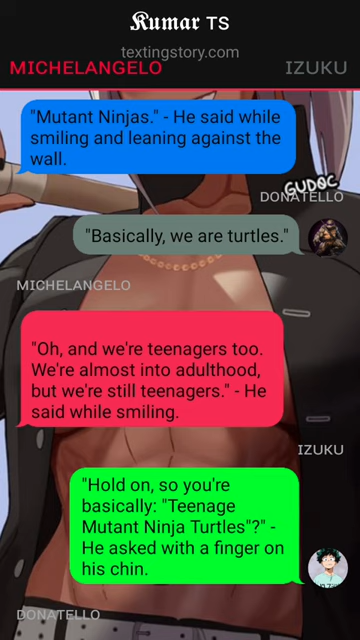 Kumar TS
textingstory.com
MICHELANGELO
IZUKU
"Mutant Ninjas." - He said while
smiling and leaning against the
wall.
GUDOC
DONATELLO
"Basically, we are turtles."
MICHELANGELO
"Oh, and we're teenagers too.
We're almost into adulthood,
but we're still teenagers." - He
said while smiling.
IZUKU
"Hold on, so you're
basically: "Teenage
Mutant Ninja Turtles"?" -
He asked with a finger on
his chin.
DONATELLO